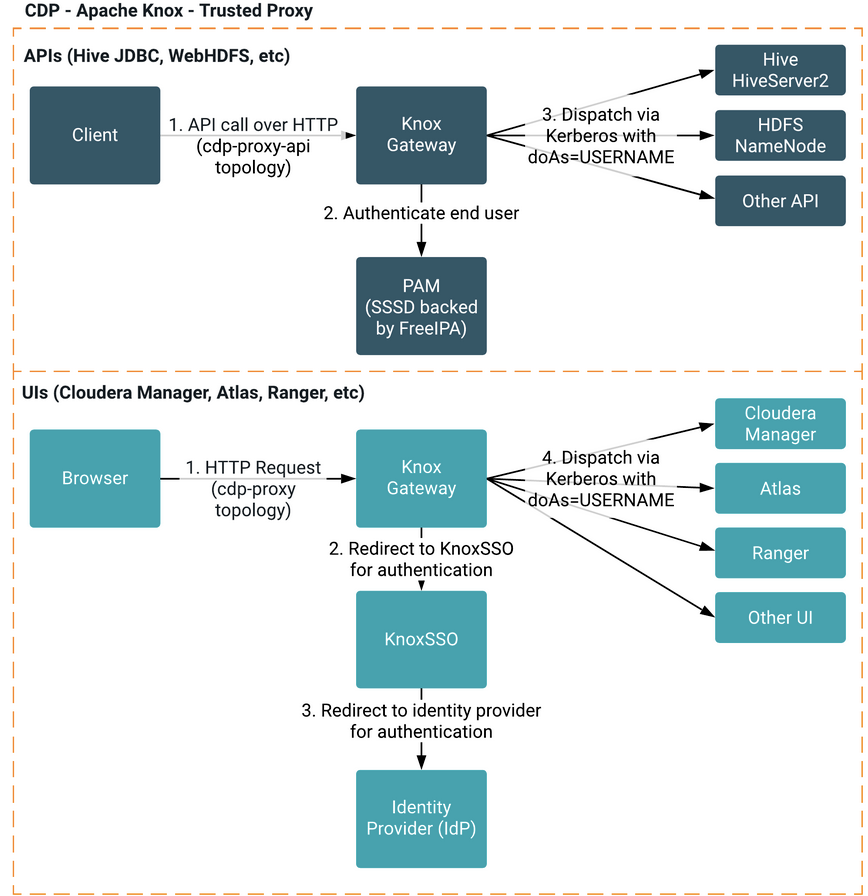 CDP - Apache Knox - Trusted Proxy
APIs (Hive JDBC, WebHDFS, etc)
Client
1. API call over HTTP
(cdp-proxy-api
topology)
Knox
Gateway
3. Dispatch via
Kerberos with
doAs=USERNAME
Hive
HiveServer2
HDFS
NameNode
Other API
2. Authenticate end user
PAM
(SSSD backed
by FreeIPA)
UIs (Cloudera Manager, Atlas, Ranger, etc)
Browser
1. HTTP Request
(cdp-proxy
topology)
Knox
Gateway
4. Dispatch via
Kerberos with
doAs=USERNAME
Cloudera
Manager
Atlas
Ranger
Other UI
2. Redirect to KnoxSSO
for authentication
KnoxSSO
3. Redirect to identity provider
for authentication
Identity
Provider (IdP)